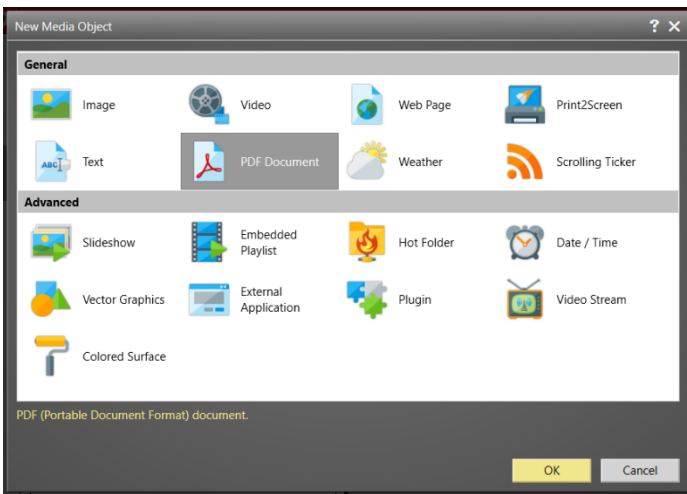 New Media Object
? ×
General
Image
Video
Web Page
Print2Screen
ABC
Text
PDF Document
Weather
Scrolling Ticker
Advanced
Slideshow
Embedded
Playlist
Hot Folder
Date / Time
Vector Graphics
External
Application
Plugin
Video Stream
Colored Surface
PDF (Portable Document Format) document.
OK
Cancel